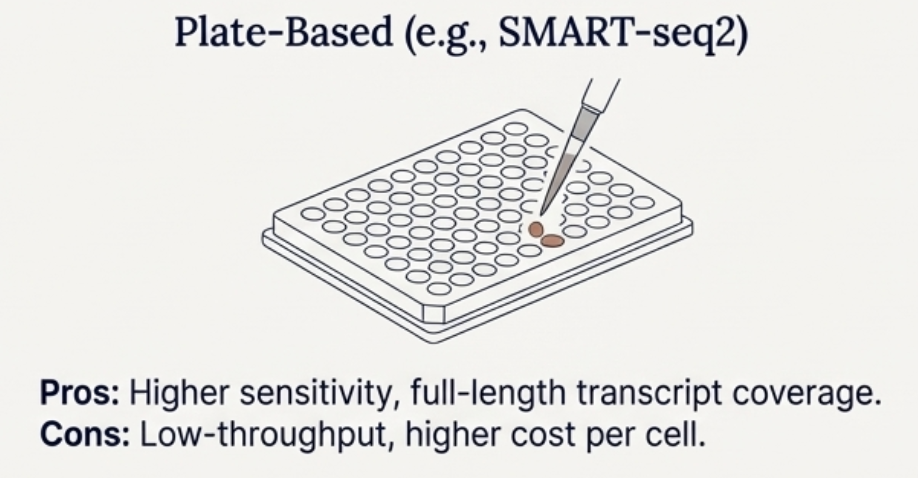 Plate-Based (e.g., SMART-seq2)
Pros: Higher sensitivity, full-length transcript coverage.
Cons: Low-throughput, higher cost per cell.